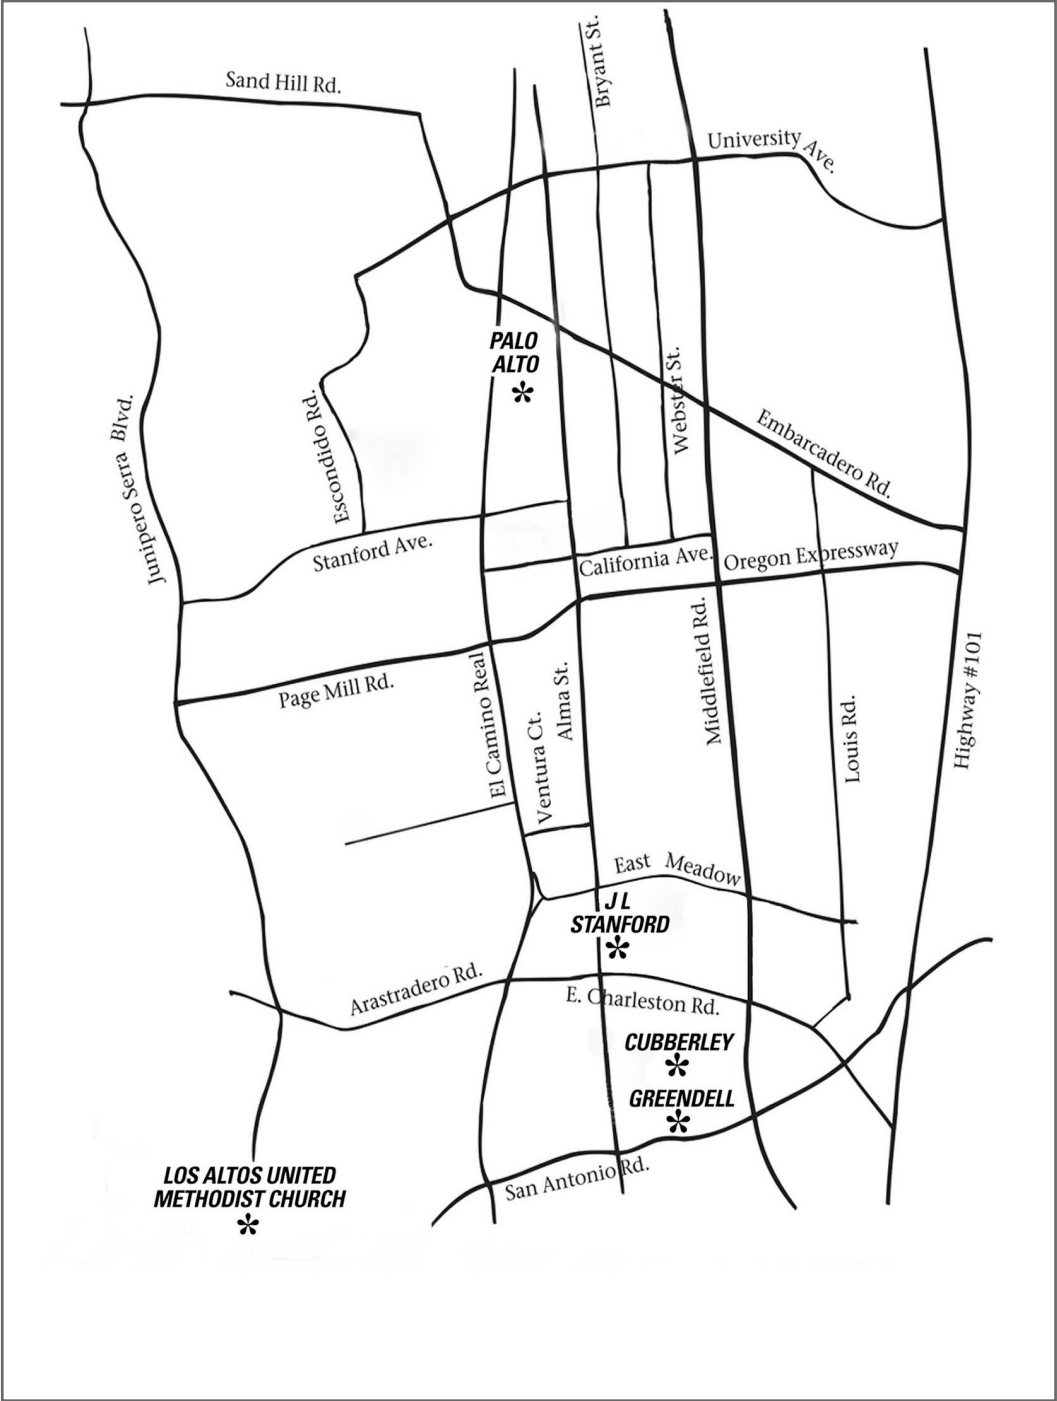 Bryant St.
Sand Hill Rd.
University Ave.
PALO
ALTO
*
Webster St.
Junipero Serra Blvd.
Escondido Rd.
Embarcadero Rd.
Stanford Ave.
California Ave.
Oregon Expressway
Page Mill Rd.
El Camino Real
Ventura Ct.
Alma St.
Middlefield Rd.
Louis Rd.
Highway #101
East Meadow
J L
STANFORD
*
Arastradero Rd.
E. Charleston Rd.
CUBBERLEY
*
GREENDELL
*
San Antonio Rd.
LOS ALTOS UNITED
METHODIST CHURCH
*